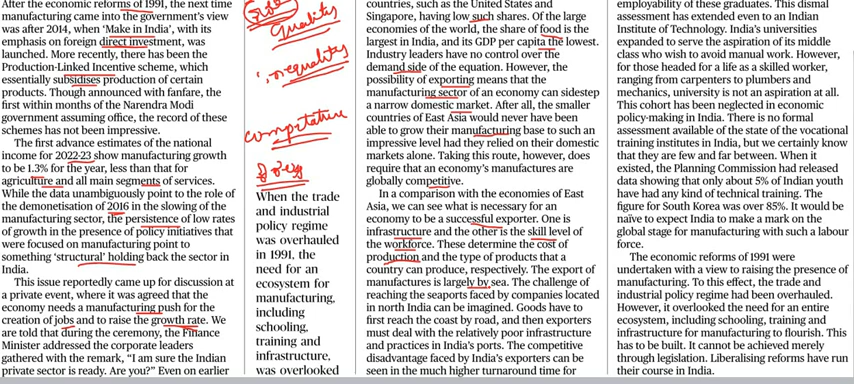 After the economic reforms of 1991, the next time
manufacturing came into the government's view
was after 2014, when 'Make in India', with its
emphasis on foreign direct investment, was
launched. More recently, there has been the
Production-Linked Incentive scheme, which
essentially subsidises production of certain
products. Though announced with fanfare, the
first within months of the Narendra Modi
government assuming office, the record of these
schemes has not been impressive.
The first advance estimates of the national
income for 2022-23 show manufacturing growth
to be 1.3% for the year, less than that for
agriculture and all main segments of services.
While the data unambiguously point to the role of
the demonetisation of 2016 in the slowing of the
manufacturing sector, the persistence of low rates
of growth in the presence of policy initiatives that
were focused on manufacturing point to
something 'structural' holding back the sector in
India.
This issue reportedly came up for discussion at
a private event, where it was agreed that the
economy needs a manufacturing push for the
creation of jobs and to raise the growth rate. We
are told that during the ceremony, the Finance
Minister addressed the corporate leaders
gathered with the remark, "I am sure the Indian
private sector is ready. Are you?" Even on earlier
Quality
inequality
When the trade
and industrial
policy regime
was overhauled
in 1991, the
need for an
ecosystem for
manufacturing,
including
schooling,
training and
infrastructure,
was overlooked
countries, such as the United States and
Singapore, having low such shares. Of the large
economies of the world, the share of food is the
largest in India, and its GDP per capita the lowest.
Industry leaders have no control over the
demand side of the equation. However, the
possibility of exporting means that the
manufacturing sector of an economy can sidestep
a narrow domestic market. After all, the smaller
countries of East Asia would never have been
able to grow their manufacturing base to such an
impressive level had they relied on their domestic
markets alone. Taking this route, however, does
require that an economy's manufactures are
globally competitive.
In a comparison with the economies of East
Asia, we can see what is necessary for an
economy to be a successful exporter. One is
infrastructure and the other is the skill level of
the workforce. These determine the cost of
production and the type of products that a
country can produce, respectively. The export of
manufactures is largely by sea. The challenge of
reaching the seaports faced by companies located
in north India can be imagined. Goods have to
first reach the coast by road, and then exporters
must deal with the relatively poor infrastructure
and practices in India's ports. The competitive
disadvantage faced by India's exporters can be
seen in the much higher turnaround time for
employability of these graduates. This dismal
assessment has extended even to an Indian
Institute of Technology. India's universities
expanded to serve the aspiration of its middle
class who wish to avoid manual work. However,
for those headed for a life as a skilled worker,
ranging from carpenters to plumbers and
mechanics, university is not an aspiration at all.
This cohort has been neglected in economic
policy-making in India. There is no formal
assessment available of the state of the vocational
training institutes in India, but we certainly know
that they are few and far between. When it
existed, the Planning Commission had released
data showing that only about 5% of Indian youth
have had any kind of technical training. The
figure for South Korea was over 85%. It would be
naïve to expect India to make a mark on the
global stage for manufacturing with such a labour
force.
The economic reforms of 1991 were
undertaken with a view to raising the presence of
manufacturing. To this effect, the trade and
industrial policy regime had been overhauled.
However, it overlooked the need for an entire
ecosystem, including schooling, training and
infrastructure for manufacturing to flourish. This
has to be built. It cannot be achieved merely
through legislation. Liberalising reforms have run
their course in India.